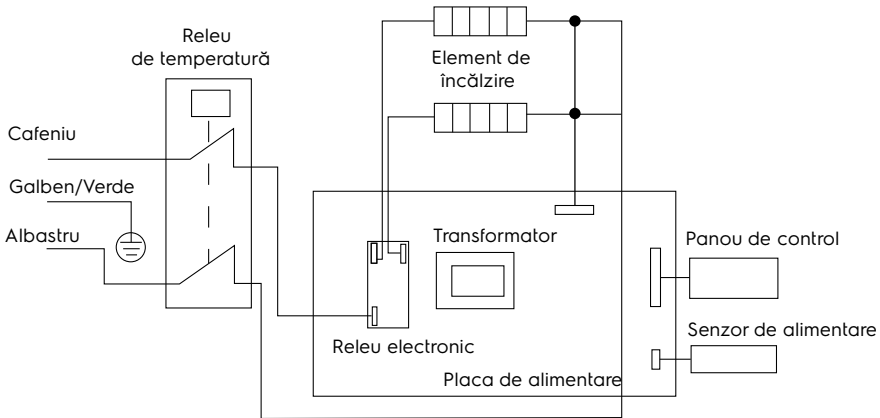 Releu
de temperatură
Element de
încălzire
Cafeniu
Galben/Verde
Albastru
Transformator
Panou de control
Releu electronic
Senzor de alimentare
Placa de alimentare